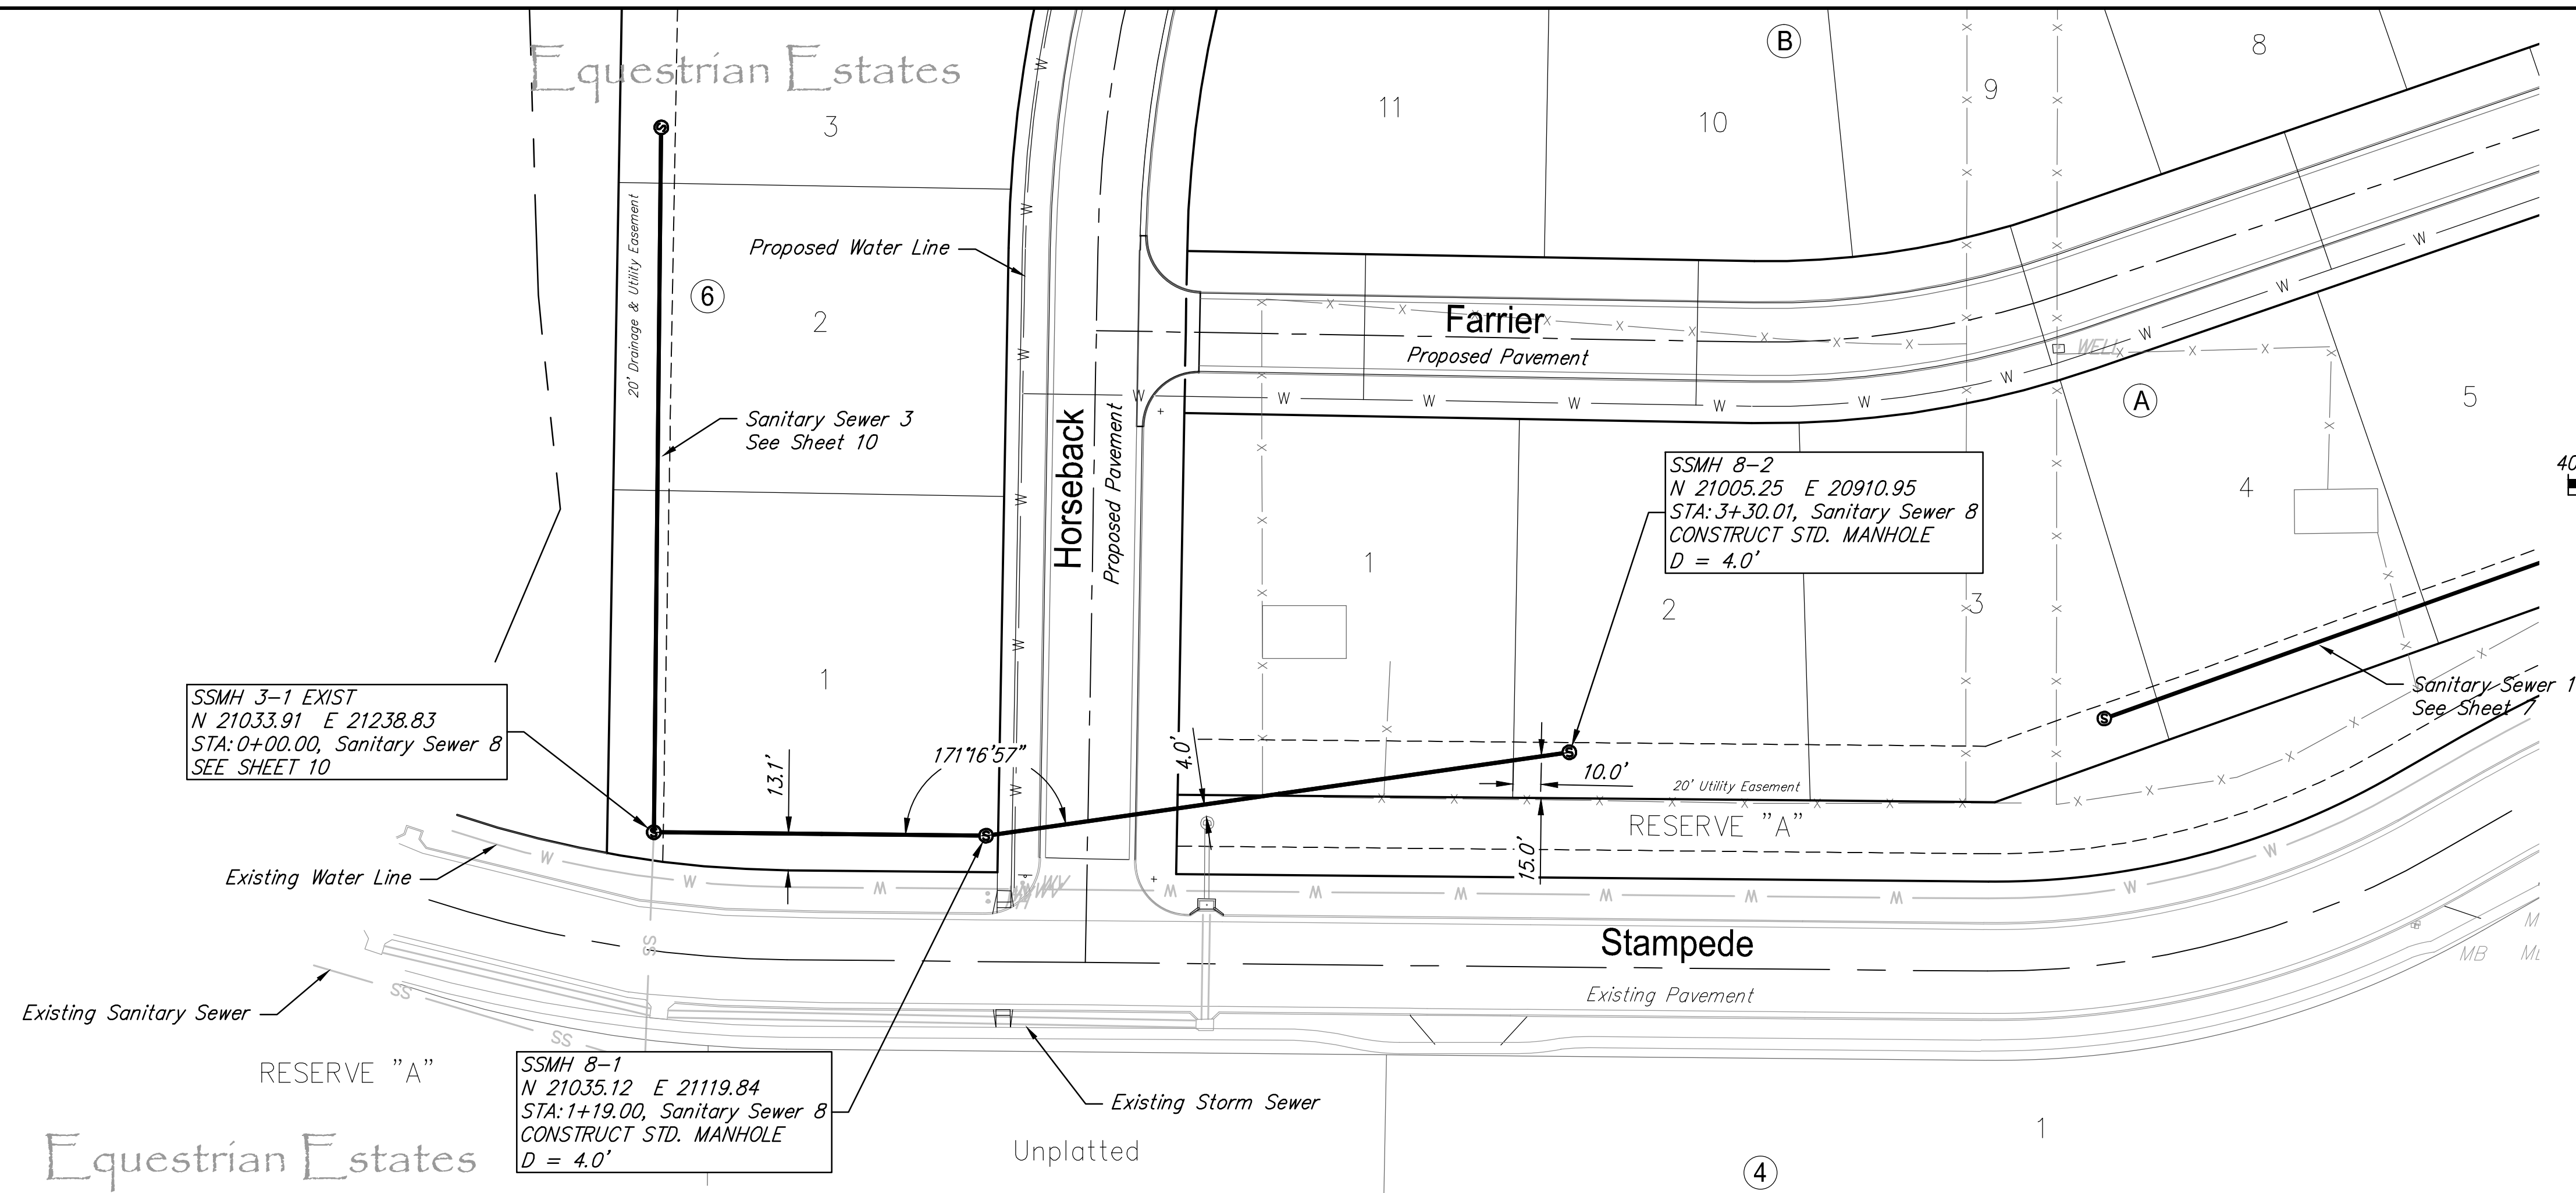 Equestrian Estates
B
8
9
11
10
3
20' Drainage & Utility Easement
Proposed Water Line
W
W
6
2
Farrier
Proposed Pavement
WELL
A
5
4
40
Sanitary Sewer 3
See Sheet 10
Horseback
Proposed Pavement
SSMH 8-2
N 21005.25 E 20910.95
STA: 3+30.01, Sanitary Sewer 8
CONSTRUCT STD. MANHOLE
D = 4.0'
1
2
3
1
SSMH 3-1 EXIST
N 21033.91 E 21238.83
STA: 0+00.00, Sanitary Sewer 8
SEE SHEET 10
13.1'
171°16'57"
4.0'
10.0'
20' Utility Easement
15.0'
RESERVE "A"
Sanitary Sewer 1
See Sheet 7
Existing Water Line
W W W W W W W W W W
Stampede
Existing Pavement
MB
SS
Existing Sanitary Sewer
SS
SS
RESERVE "A"
SSMH 8-1
N 21035.12 E 21119.84
STA: 1+19.00, Sanitary Sewer 8
CONSTRUCT STD. MANHOLE
D = 4.0'
Existing Storm Sewer
Unplatted
1
4
Equestrian Estates